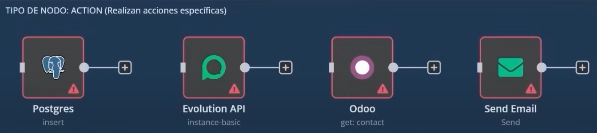 TIPO DE NODO: ACTION (Realizan acciones específicas)
Postgres
insert
Evolution API
instance-basic
Odoo
get: contact
Send Email
Send